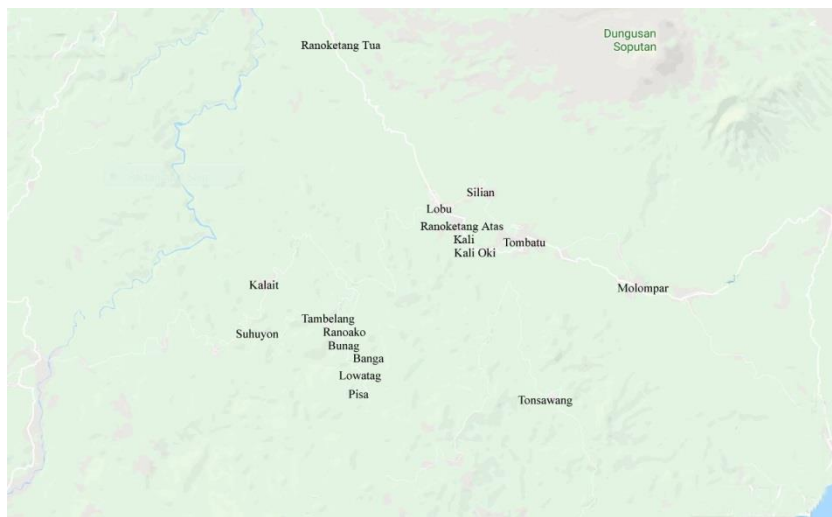 Dungusan
Soputan
Ranoketang Tua
Silian
Lobu
Ranoketang Atas
Kali
Tombatu
Kali Oki
Kalait
Molompar
Tambelang
Ranoako
Suhuyon
Bunag
Banga
Lowatag
Pisa
Tonsawang